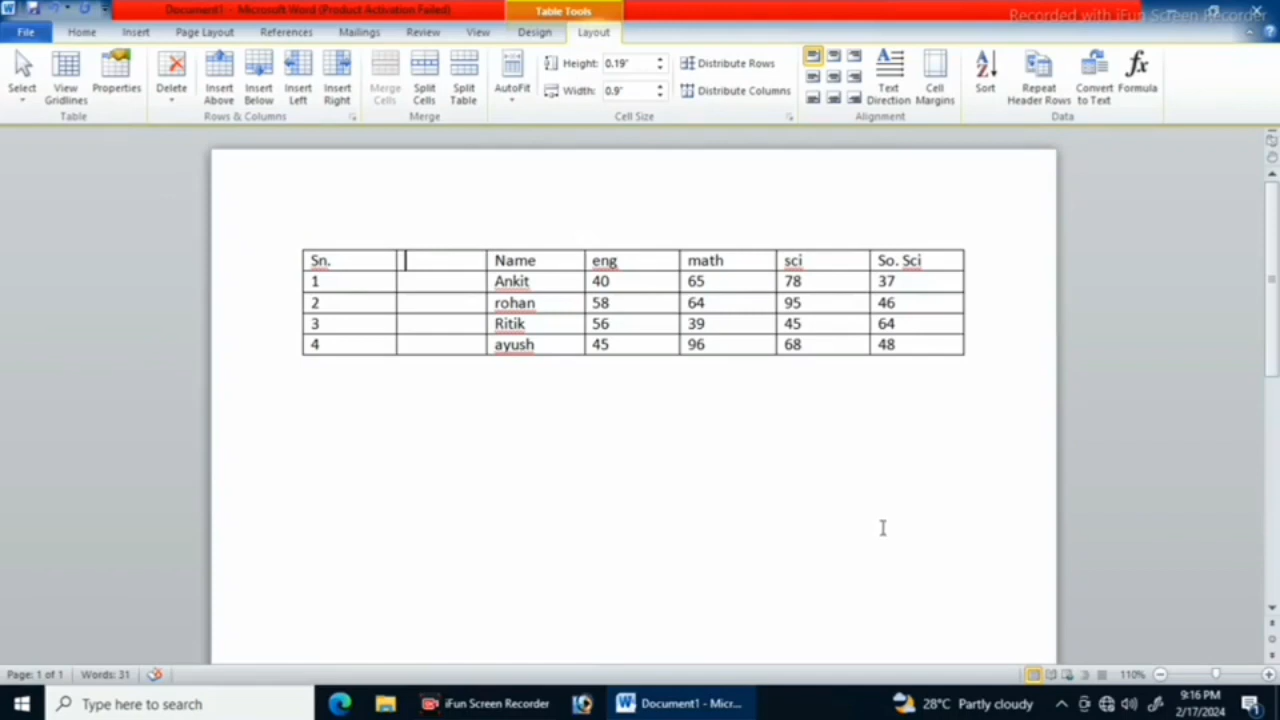 Document1 - Microsoft Word (Product Activation Failed)
Table Tools
Recorded with iFun Screen Recorder
File Home Insert Page Layout References Mailings Review View Design Layout
Select
View Gridlines
Properties
Table
Delete
Insert Above
Insert Below
Insert Left
Insert Right
Rows & Columns
Merge Cells
Split Cells
Split Table
Merge
AutoFit
Height: 0.19"
Width: 0.9"
Distribute Rows
Distribute Columns
Cell Size
Text Direction
Cell Margins
Alignment
Sort
Repeat Header Rows
Convert to Text
Formula
Data
Sn. Name eng math sci So. Sci
1 Ankit 40 65 78 37
2 rohan 58 64 95 46
3 Ritik 56 39 45 64
4 ayush 45 96 68 48
Page: 1 of 1 Words: 31 110%
Type here to search iFun Screen Recorder Document1 - Micr... 28°C Partly cloudy
9:16 PM
2/17/2024